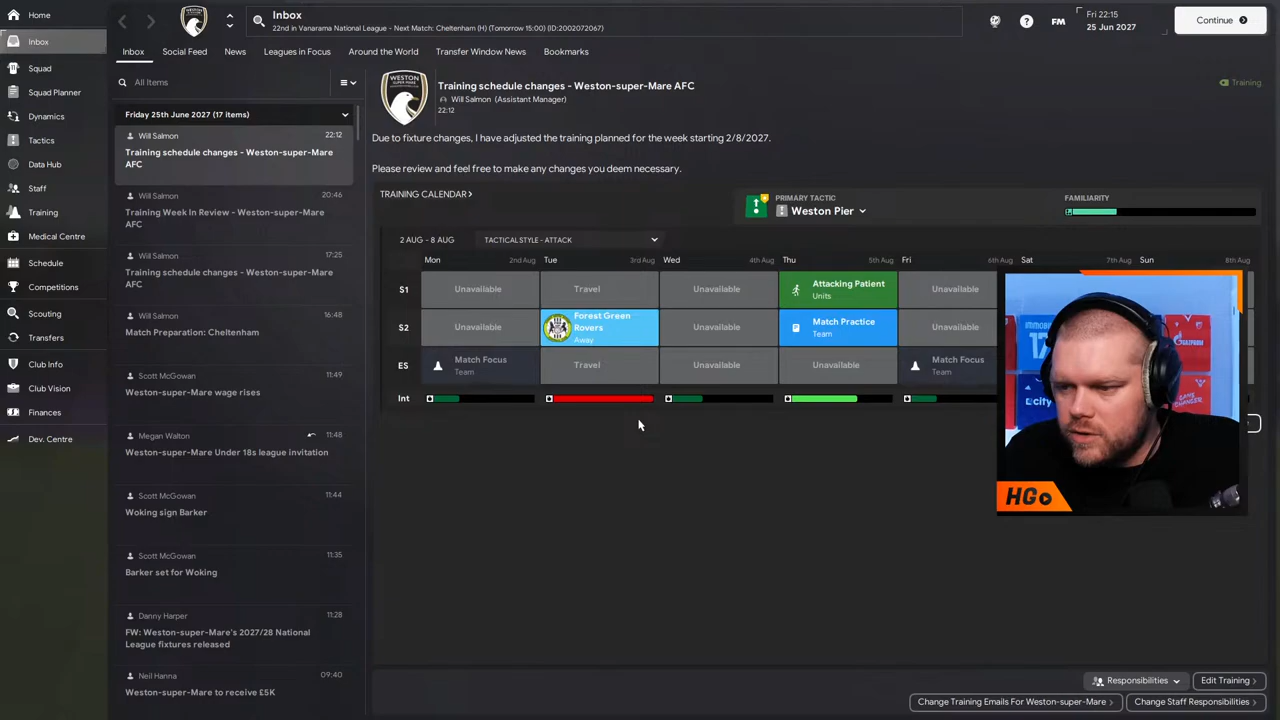 Home
Inbox
Squad
Squad Planner
Dynamics
Tactics
Data Hub
Staff
Training
Medical Centre
Schedule
Competitions
Scouting
Transfers
Club Info
Club Vision
Finances
Dev. Centre
Inbox
22nd in Vanarama National League - Next Match: Cheltenham (H) (Tomorrow 15:00) (ID:2002072067)
FM
Fri 22:15
25 Jun 2027
Continue
Inbox Social Feed News Leagues in Focus Around the World Transfer Window News Bookmarks
All Items
Friday 25th June 2027 (17 items)
Will Salmon 22:12
Training schedule changes - Weston-super-Mare
AFC
Will Salmon 20:46
Training Week In Review - Weston-super-Mare
AFC
Will Salmon 17:25
Training schedule changes - Weston-super-Mare
AFC
Will Salmon 16:48
Match Preparation: Cheltenham
Scott McGowan 11:49
Weston-super-Mare wage rises
Megan Walton 11:48
Weston-super-Mare Under 18s league invitation
Scott McGowan 11:44
Woking sign Barker
Scott McGowan 11:35
Barker set for Woking
Danny Harper 11:28
FW: Weston-super-Mare's 2027/28 National
League fixtures released
Neil Hanna 09:40
Weston-super-Mare to receive £5K
Training schedule changes - Weston-super-Mare AFC
Will Salmon (Assistant Manager)
22:12
Training
Due to fixture changes, I have adjusted the training planned for the week starting 2/8/2027.
Please review and feel free to make any changes you deem necessary.
TRAINING CALENDAR
PRIMARY TACTIC
Weston Pier
FAMILIARITY
2 AUG - 8 AUG TACTICAL STYLE - ATTACK
Mon 2nd Aug Tue 3rd Aug Wed 4th Aug Thu 5th Aug Fri 6th Aug Sat 7th Aug Sun 8th Aug
S1 Unavailable Travel Unavailable Attacking Patient Units Unavailable
S2 Unavailable Forest Green Rovers Away Unavailable Match Practice Team Unavailable
ES Match Focus Team Travel Unavailable Unavailable Match Focus Team
Int
HGo
Responsibilities
Edit Training
Change Training Emails For Weston-super-Mare
Change Staff Responsibilities